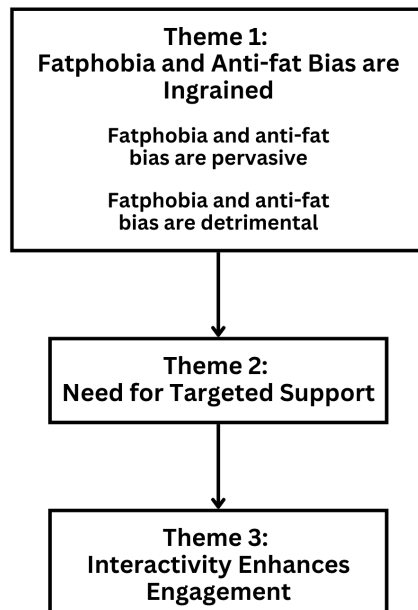 Theme 1:
Fatphobia and Anti-fat Bias are
Ingrained
Fatphobia and anti-fat
bias are pervasive
Fatphobia and anti-fat
bias are detrimental
Theme 2:
Need for Targeted Support
Theme 3:
Interactivity Enhances
Engagement